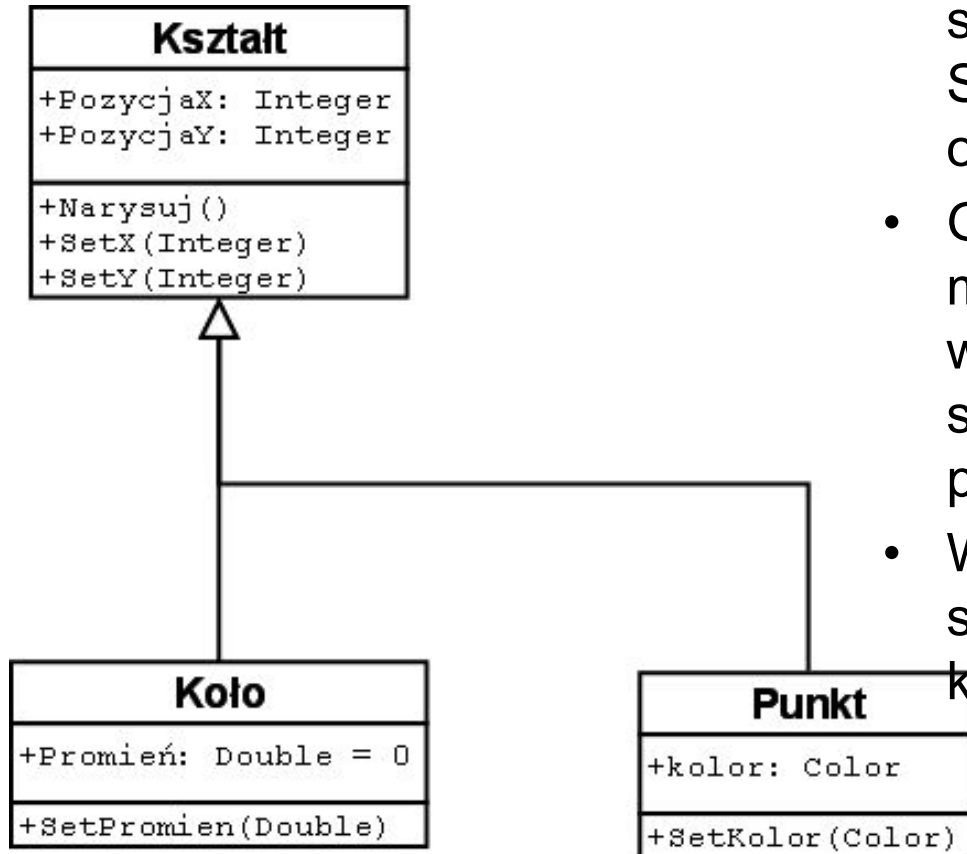 Kształt
+PozycjaX: Integer
+PozycjaY: Integer
+Narysuj()
+SetX(Integer)
+SetY(Integer)
Koło
+Promień: Double = 0
+SetPromien(Double)
Punkt
+kolor: Color
+SetKolor(Color)